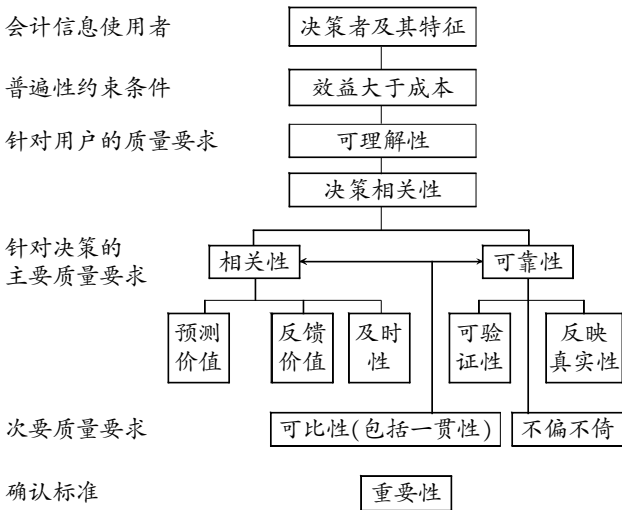 会计信息使用者
决策者及其特征
普遍性约束条件
效益大于成本
针对用户的质量要求
可理解性
决策相关性
针对决策的
主要质量要求
相关性
可靠性
预测
价值
反馈
价值
及时
性
可验
证性
反映
真实性
次要质量要求
可比性(包括一贯性)
不偏不倚
确认标准
重要性